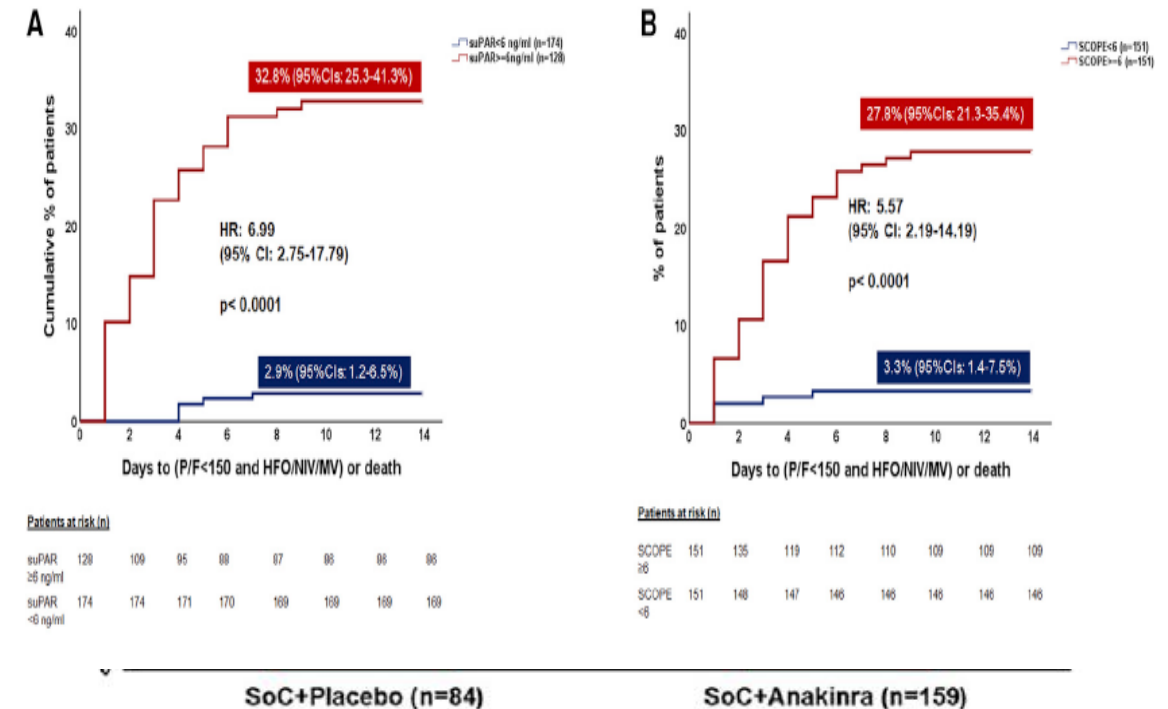 A
suPAR<6 ng/ml (n=174)
suPAR>=6ng/ml (n=128)
Cumulative % of patients
40
30
20
10
0
32.8% (95%CIs: 25.3-41.3%)
HR: 6.99
(95% CI: 2.75-17.79)
p< 0.0001
2.9% (95%CIs: 1.2-6.5%)
0 2 4 6 8 10 12 14
Days to (P/F<150 and HFO/NIV/MV) or death
Patients at risk (n)
suPAR 128 109 95 88 87 86 86 86
≥6 ng/ml
suPAR 174 174 171 170 169 169 169 169
<6 ng/ml
B
SCOPE<6 (n=151)
SCOPE>=6 (n=151)
% of patients
40
30
20
10
0
27.8% (95%CIs: 21.3-35.4%)
HR: 5.57
(95% CI: 2.19-14.19)
p< 0.0001
3.3% (95%CIs: 1.4-7.5%)
0 2 4 6 8 10 12 14
Days to (P/F<150 and HFO/NIV/MV) or death
Patients at risk (n)
SCOPE 151 135 119 112 110 109 109 109
≥6
SCOPE 151 148 147 146 146 146 146 146
<6
SoC+Placebo (n=84)
SoC+Anakinra (n=159)